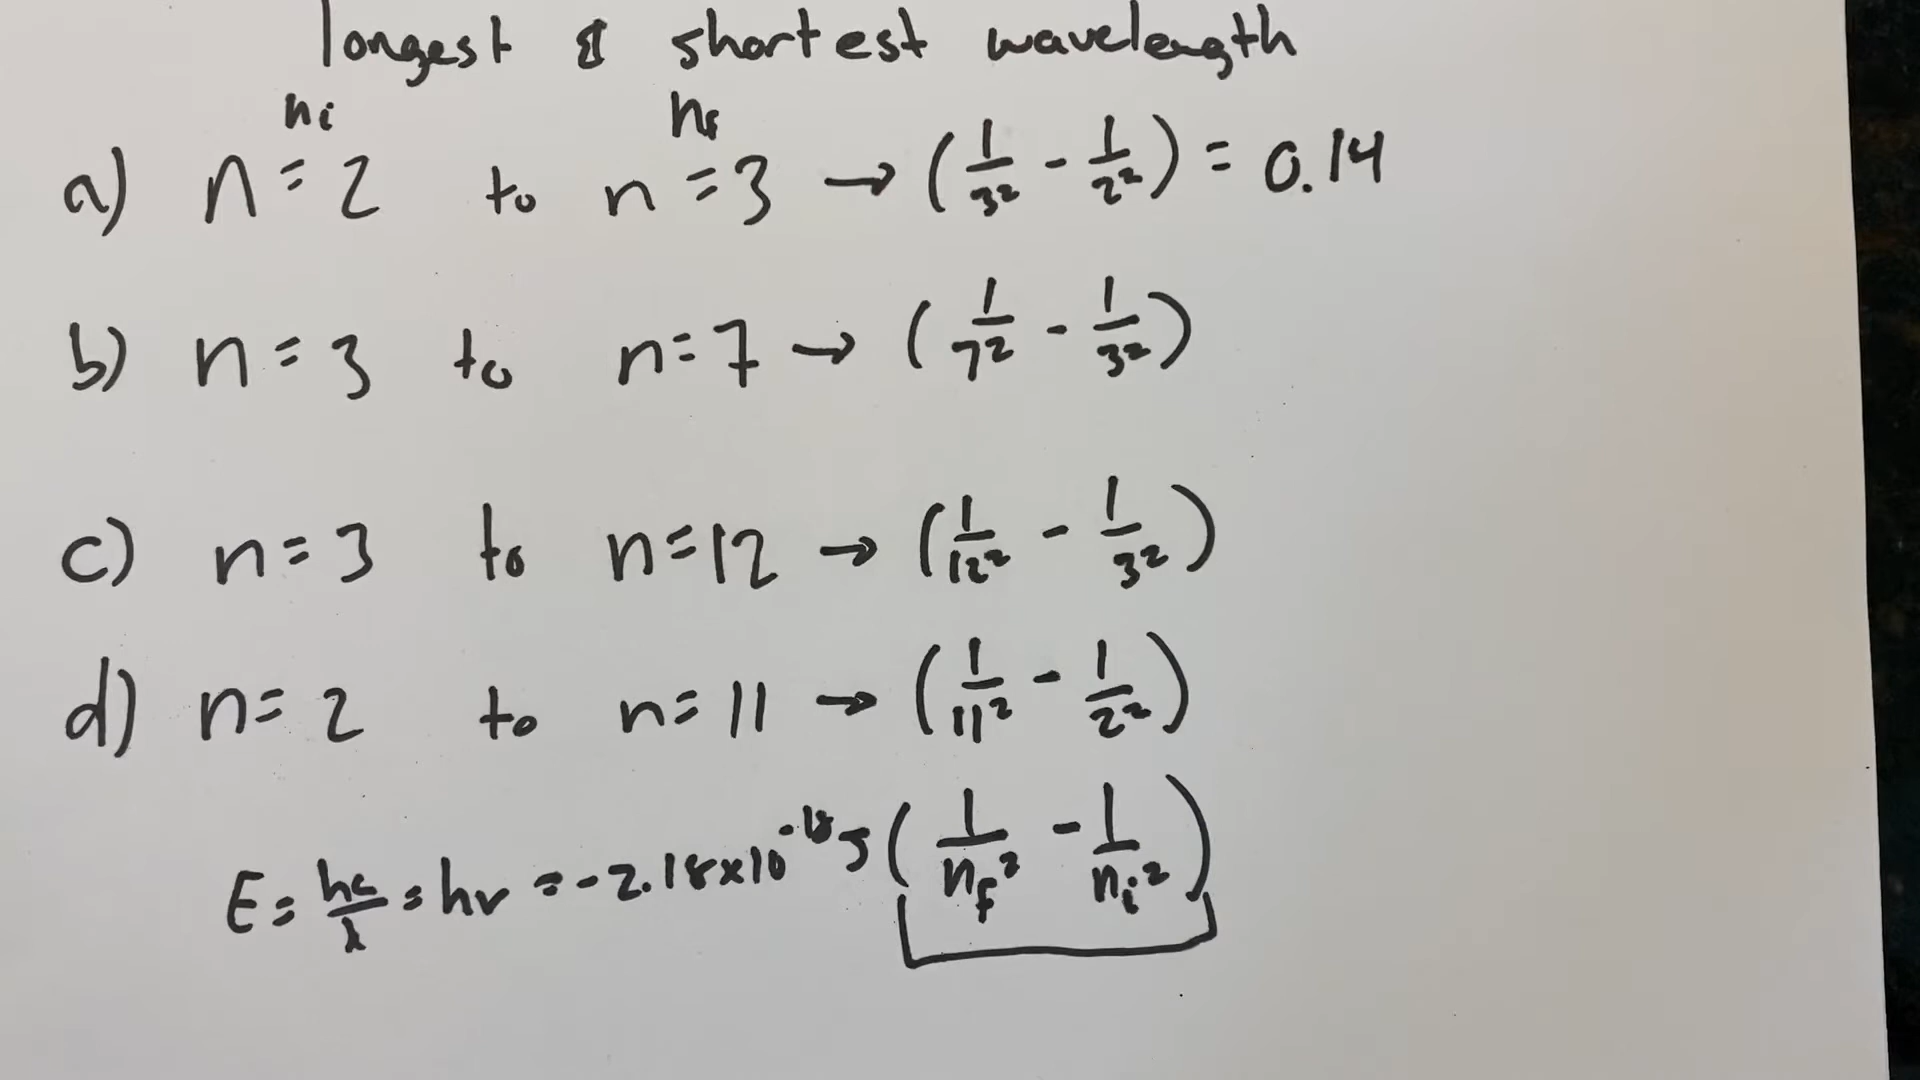 longest & shortest wavelength
ni nf
a) n = 2 to n = 3 → (1/3² - 1/2²) = 0.14
b) n = 3 to n = 7 → (1/7² - 1/3²)
c) n = 3 to n = 12 → (1/12² - 1/3²)
d) n = 2 to n = 11 → (1/11² - 1/2²)
E = hc/λ = hν = -2.18x10⁻¹⁸ J (1/nf² - 1/ni²)